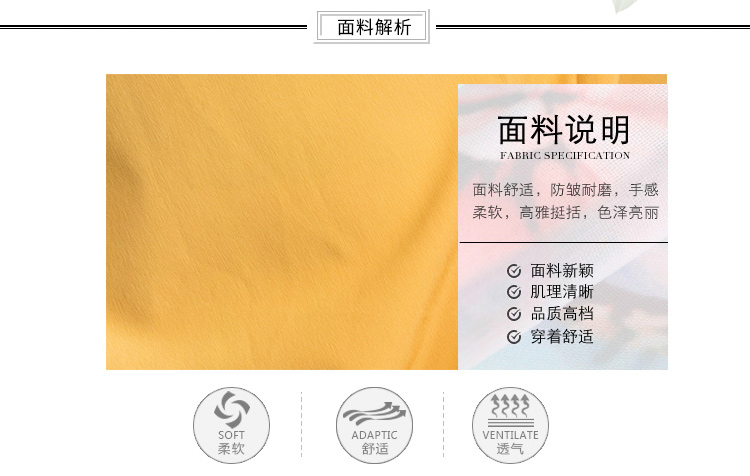 面料解析
面料说明
FABRIC SPECIFICATION
面料舒适，防皱耐磨，手感
柔软，高雅挺括，色泽亮丽
面料新颖
肌理清晰
品质高档
穿着舒适
SOFT
柔软
ADAPTIC
舒适
VENTILATE
透气